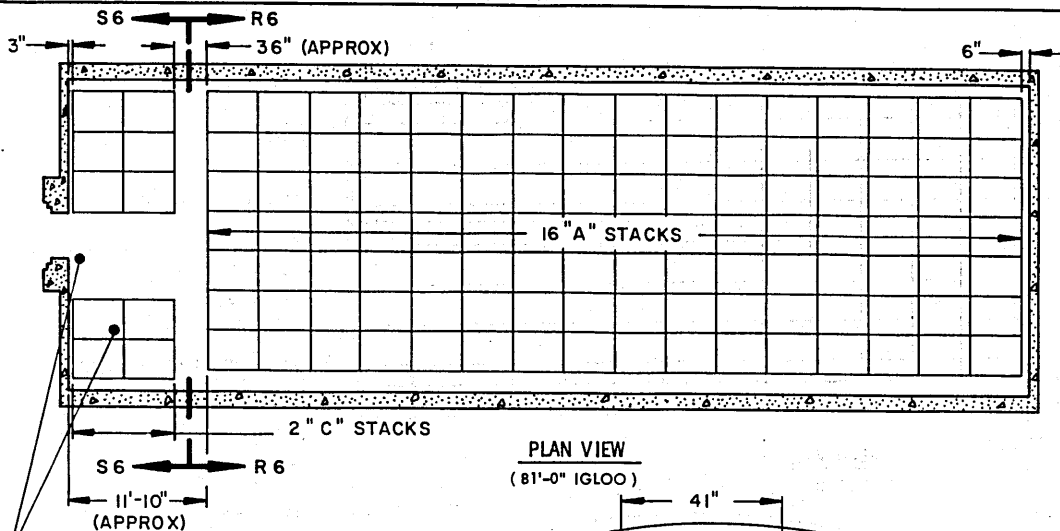 S6 R6
3" 36" (APPROX) 6"
16 "A" STACKS
2 "C" STACKS
S6 R6
PLAN VIEW
(81'-0" IGLOO)
11'-10"
(APPROX)
41"